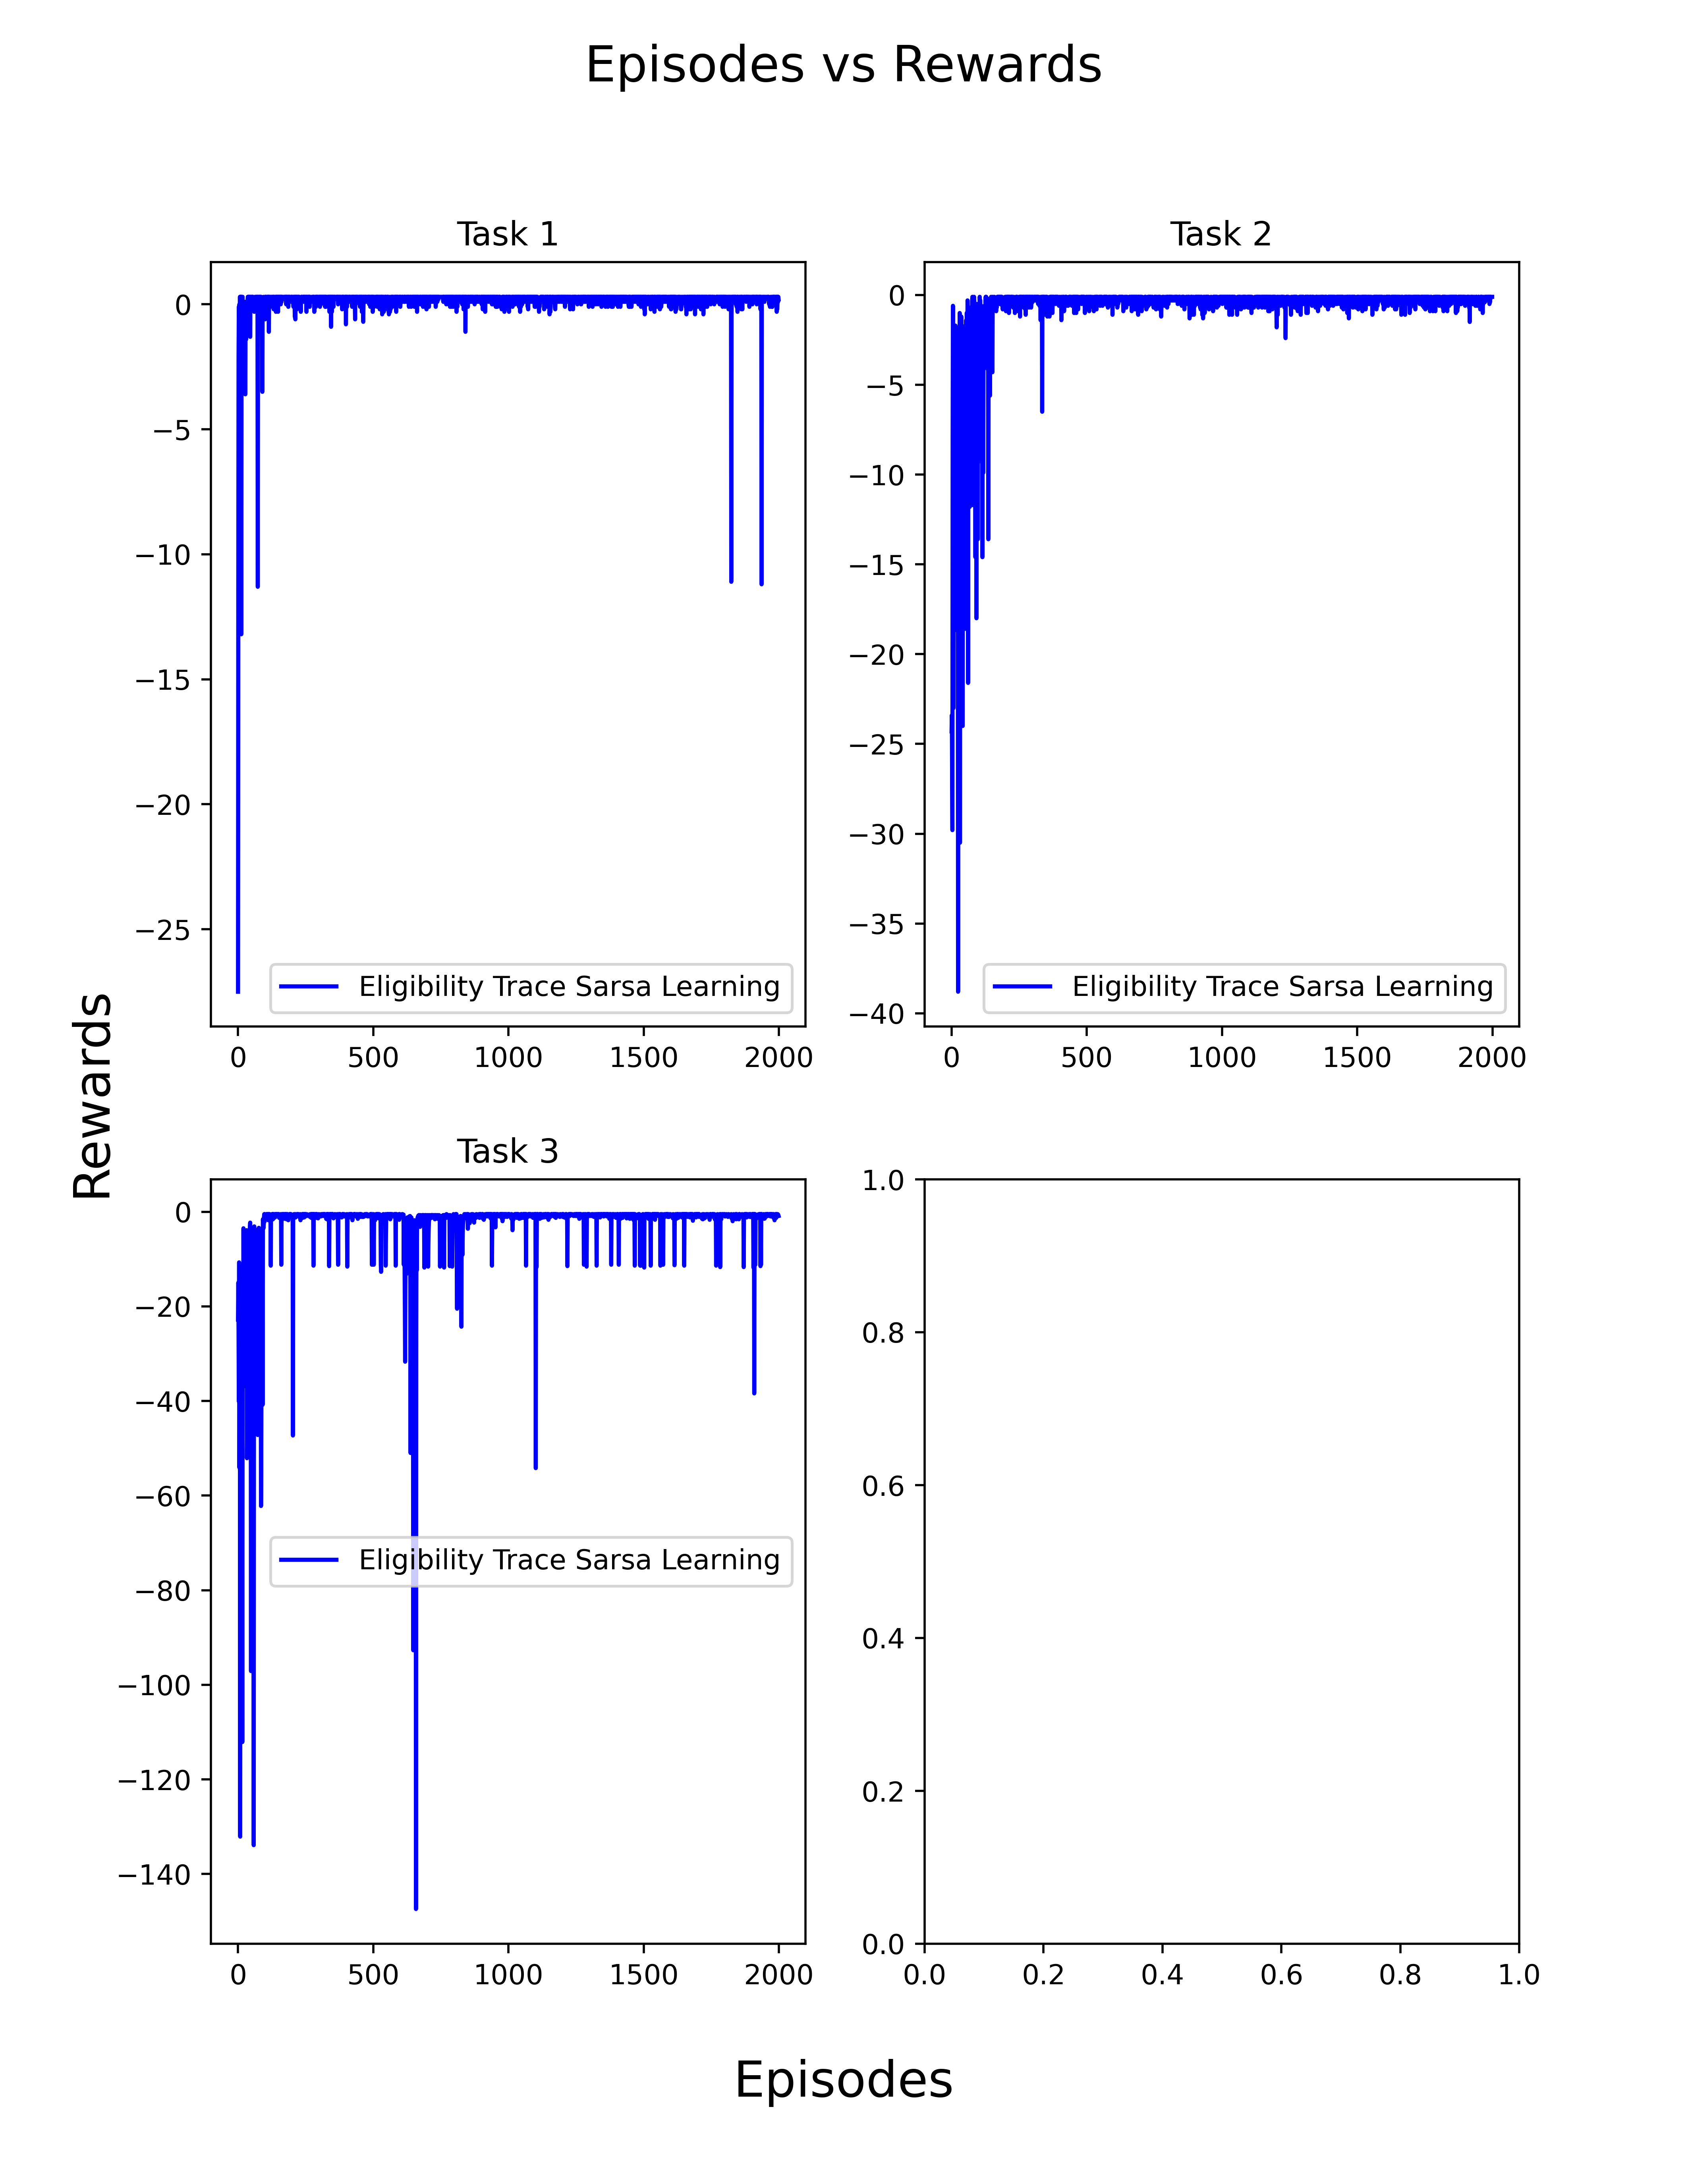 Episodes vs Rewards
Task 1
0
−5
−10
−15
−20
−25
Eligibility Trace Sarsa Learning
0 500 1000 1500 2000
Task 2
0
−5
−10
−15
−20
−25
−30
−35
−40
Eligibility Trace Sarsa Learning
0 500 1000 1500 2000
Rewards
Task 3
0
−20
−40
−60
−80
−100
−120
−140
Eligibility Trace Sarsa Learning
0 500 1000 1500 2000
1.0
0.8
0.6
0.4
0.2
0.0
0.0 0.2 0.4 0.6 0.8 1.0
Episodes